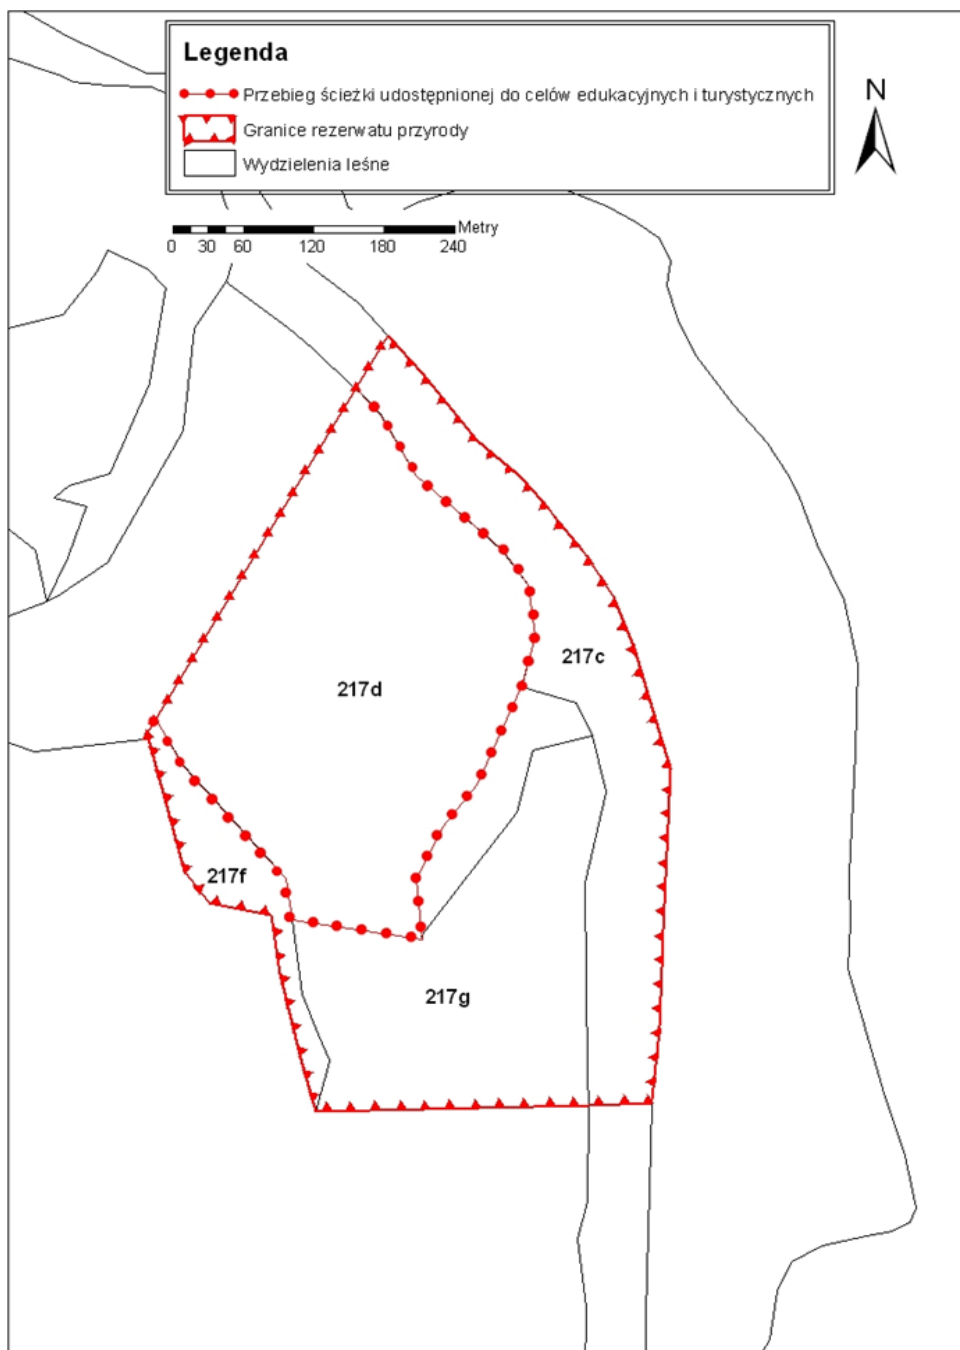 Legenda
Przebieg ścieżki udostępnionej do celów edukacyjnych i turystycznych
Granice rezerwatu przyrody
Wydzielenia leśne
N
Metry
0 30 60 120 180 240
217c
217d
217f
217g